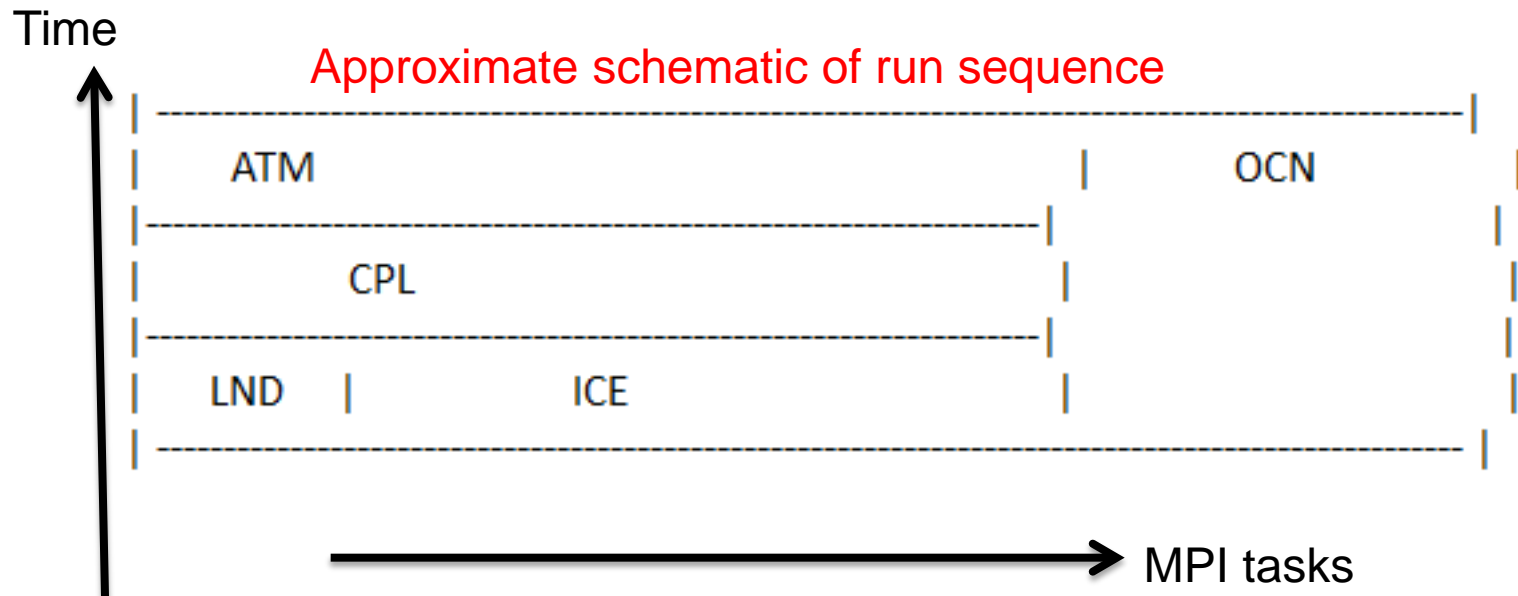 Time
Approximate schematic of run sequence
ATM OCN
CPL
LND ICE
MPI tasks